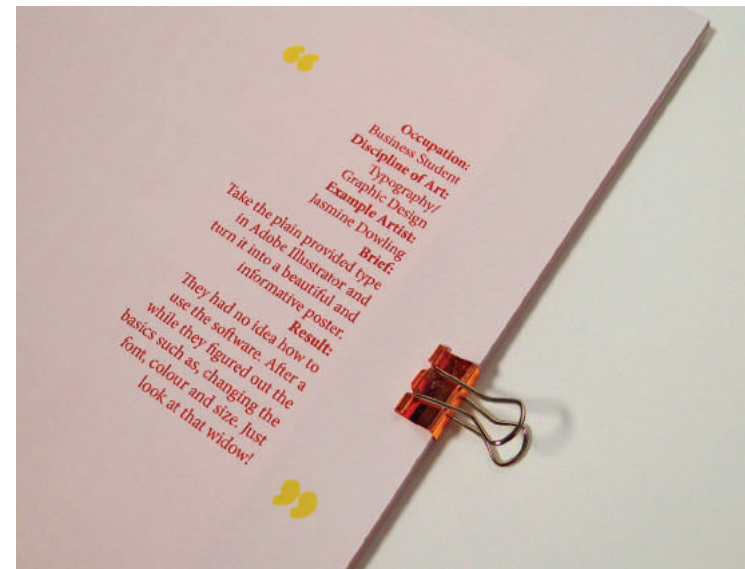 “
Occupation:
Business Student
Discipline of Art:
Typography/
Graphic Design
Example Artist:
Jasmine Dowling
Brief:
Take the plain provided type
in Adobe Illustrator and
turn it into a beautiful and
informative poster.
Result:
They had no idea how to
use the software. After a
while they figured out the
basics such as, changing the
font, colour and size. Just
look at that widow!
”